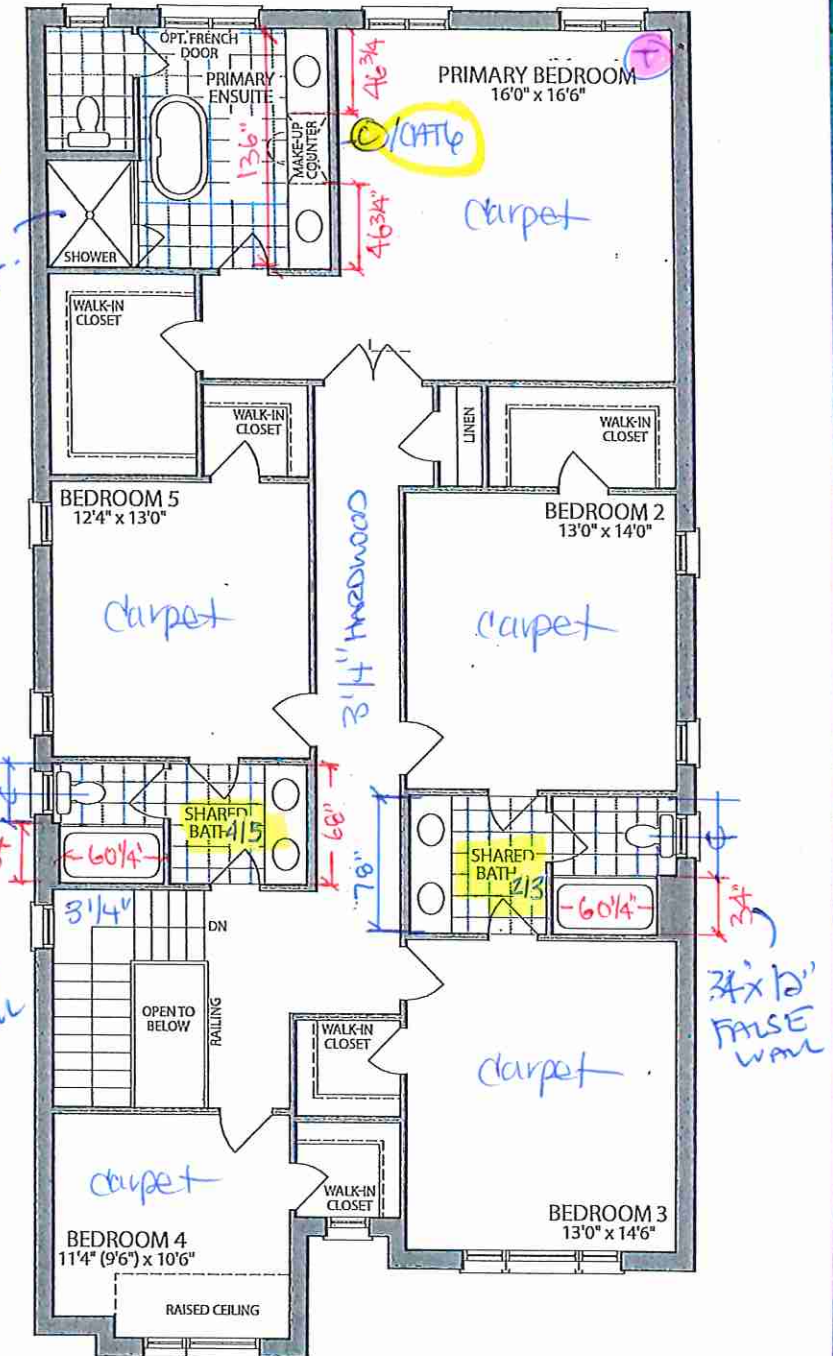 OPT. FRENCH
DOOR
PRIMARY
ENSUITE
136"
46 3/4
MAKE-UP
COUNTER
46 3/4"
C/CAT6
T
PRIMARY BEDROOM
16'0" x 16'6"
carpet
SHOWER
WALK-IN
CLOSET
WALK-IN
CLOSET
LINEN
WALK-IN
CLOSET
BEDROOM 5
12'4" x 13'0"
carpet
3 1/4" HARDWOOD
BEDROOM 2
13'0" x 14'0"
carpet
SHARED
BATH 4/5
60 1/4"
68"
78"
SHARED
BATH 2/3
60 1/4"
34"
34" x 12"
FALSE
WALL
3 1/4"
DN
OPEN TO
BELOW
RAILING
WALK-IN
CLOSET
carpet
BEDROOM 3
13'0" x 14'6"
WALK-IN
CLOSET
carpet
BEDROOM 4
11'4" (9'6") x 10'6"
RAISED CEILING